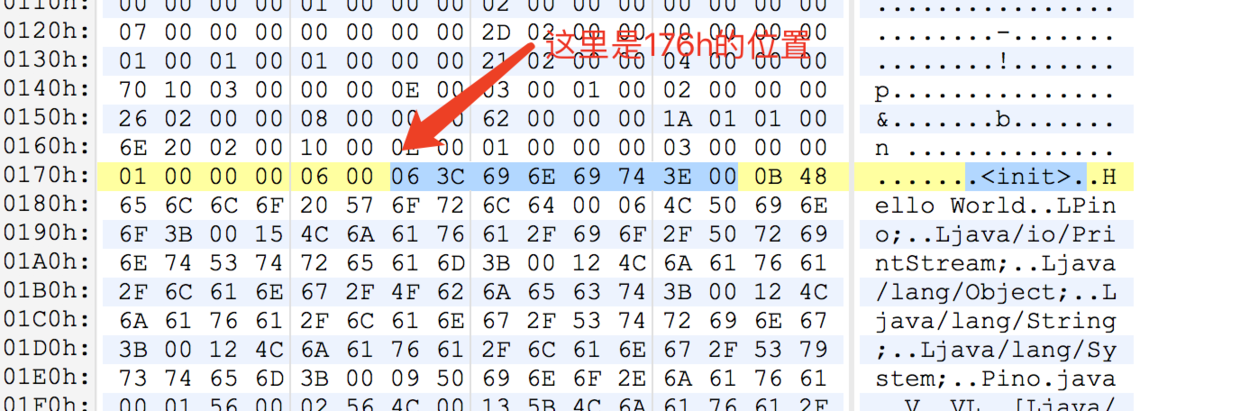 0110h: 00 00 00 00 01 00 00 00 02 00 00 00 00 00 00 00 ................
0120h: 07 00 00 00 00 00 00 00 2D 02 00 00 00 00 00 00 ........-.......
这里是176h的位置
0130h: 01 00 01 00 01 00 00 00 21 02 00 00 04 00 00 00 ........!.......
0140h: 70 10 03 00 00 00 0E 00 03 00 01 00 02 00 00 00 p...............
0150h: 26 02 00 00 08 00 00 00 62 00 00 00 1A 01 01 00 &.......b.......
0160h: 6E 20 02 00 10 00 0E 00 01 00 00 00 03 00 00 00 n ..............
0170h: 01 00 00 00 06 00 06 3C 69 6E 69 74 3E 00 0B 48 .......<init>..H
0180h: 65 6C 6C 6F 20 57 6F 72 6C 64 00 06 4C 50 69 6E ello World..LPin
0190h: 6F 3B 00 15 4C 6A 61 76 61 2F 69 6F 2F 50 72 69 o;..Ljava/io/Pri
01A0h: 6E 74 53 74 72 65 61 6D 3B 00 12 4C 6A 61 76 61 ntStream;..Ljava
01B0h: 2F 6C 61 6E 67 2F 4F 62 6A 65 63 74 3B 00 12 4C /lang/Object;..L
01C0h: 6A 61 76 61 2F 6C 61 6E 67 2F 53 74 72 69 6E 67 java/lang/String
01D0h: 3B 00 12 4C 6A 61 76 61 2F 6C 61 6E 67 2F 53 79 ;..Ljava/lang/Sy
01E0h: 73 74 65 6D 3B 00 09 50 69 6E 6F 2E 6A 61 76 61 stem;..Pino.java
01F0h: 00 01 56 00 02 56 4C 00 13 5B 4C 6A 61 76 61 2F ..V..VL..[Ljava/